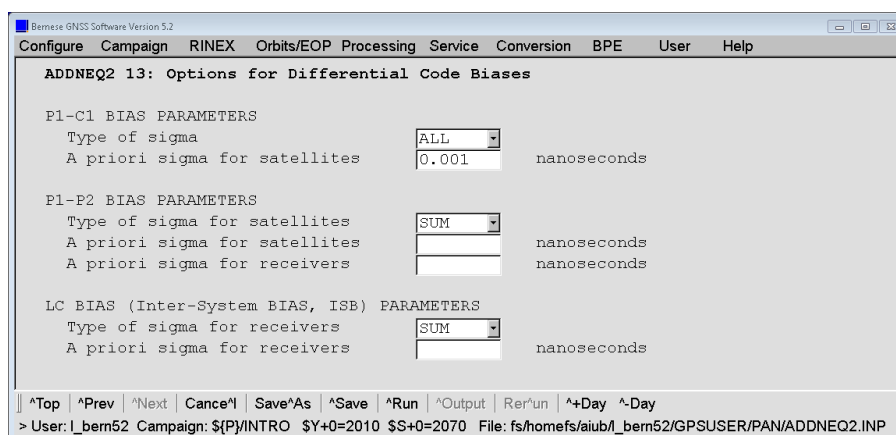 Bernese GNSS Software Version 5.2
Configure Campaign RINEX Orbits/EOP Processing Service Conversion BPE User Help
ADDNEQ2 13: Options for Differential Code Biases
P1-C1 BIAS PARAMETERS
Type of sigma ALL
A priori sigma for satellites 0.001 nanoseconds
P1-P2 BIAS PARAMETERS
Type of sigma for satellites SUM
A priori sigma for satellites nanoseconds
A priori sigma for receivers nanoseconds
LC BIAS (Inter-System BIAS, ISB) PARAMETERS
Type of sigma for receivers SUM
A priori sigma for receivers nanoseconds
^Top | ^Prev | ^Next | Cance^l | Save^As | ^Save | ^Run | ^Output | Rer^un | ^+Day ^-Day
> User: l_bern52 Campaign: ${P}/INTRO $Y+0=2010 $S+0=2070 File: fs/homefs/aiub/l_bern52/GPSUSER/PAN/ADDNEQ2.INP